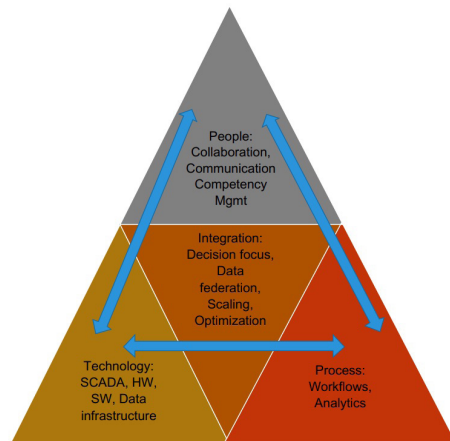 People:
Collaboration,
Communication
Competency
Mgmt
Integration:
Decision focus,
Data
federation,
Scaling,
Optimization
Technology:
SCADA, HW,
SW, Data
infrastructure
Process:
Workflows,
Analytics